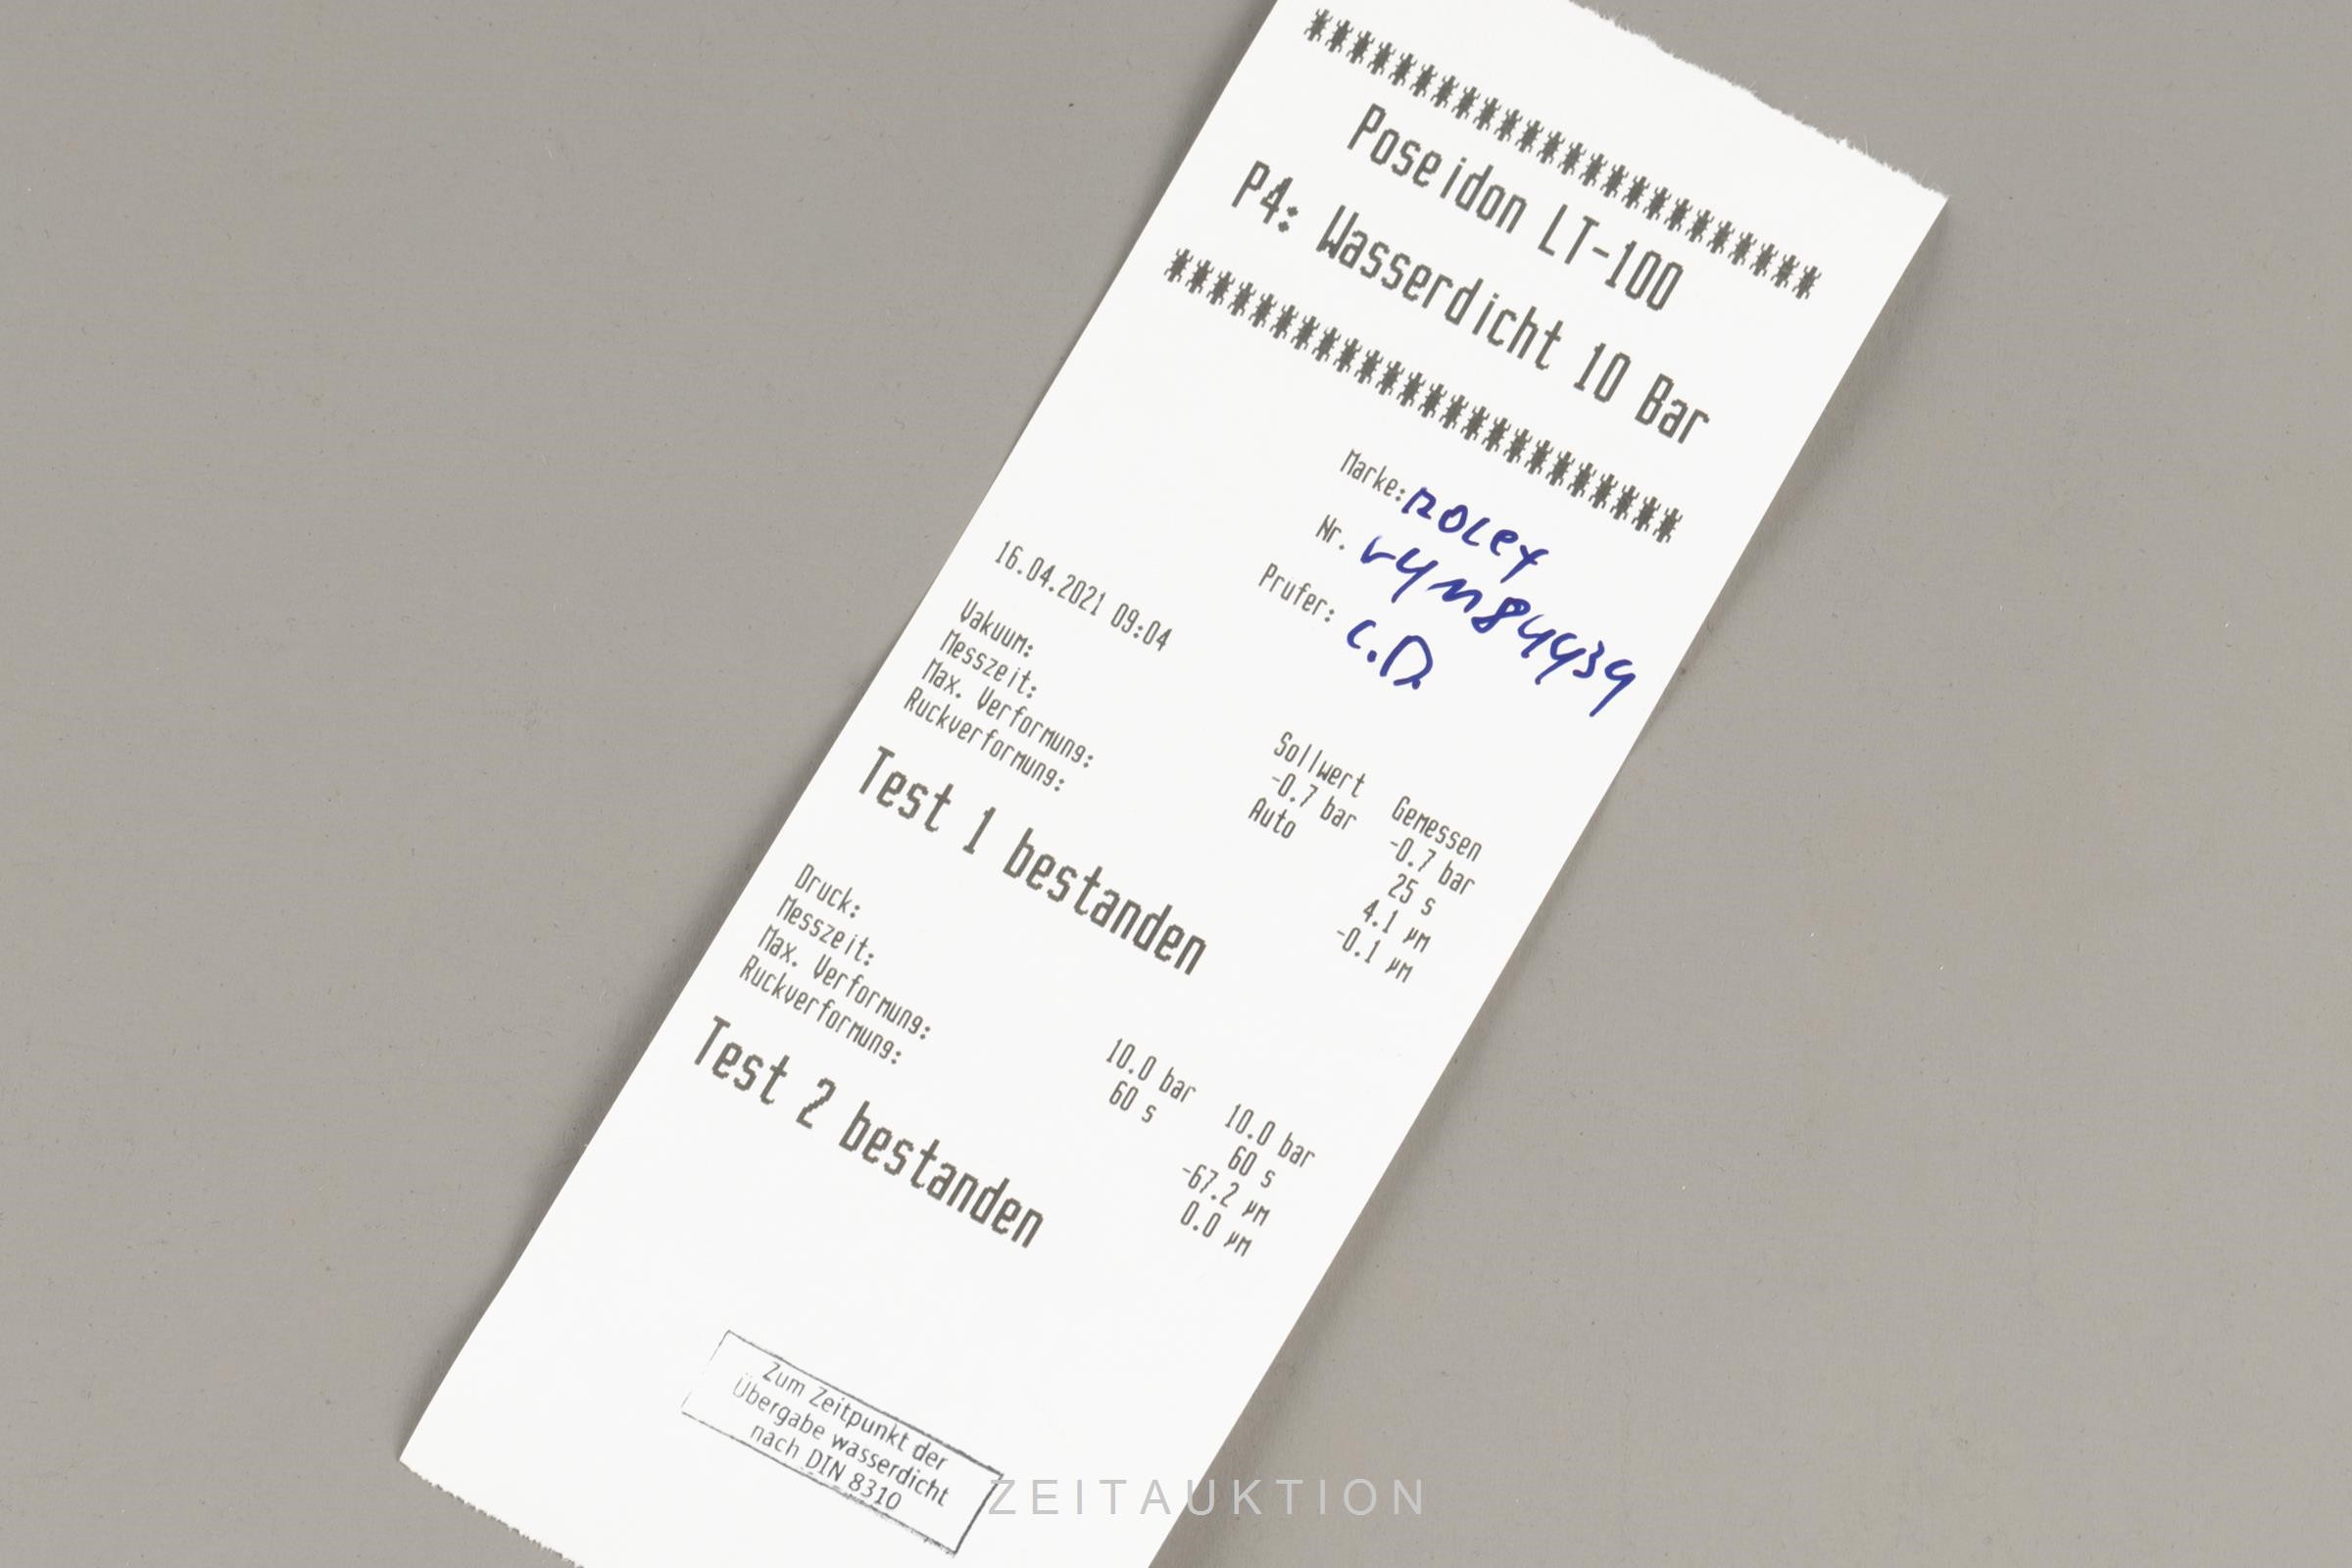 ************************
Poseidon LT-100
P4: Wasserdicht 10 Bar
************************
Marke: ROLEX
Nr.
Prufer: C.D.
16.04.2021 09:04
Sollwert Gemessen
Vakuum: -0.7 bar -0.7 bar
Messzeit: Auto 25 s
Max. Verformung: 4.1 µm
Ruckverformung: -0.1 µm
Test 1 bestanden
Druck: 10.0 bar 10.0 bar
Messzeit: 60 s 60 s
Max. Verformung: -67.2 µm
Ruckverformung: 0.0 µm
Test 2 bestanden
Zum Zeitpunkt der
Übergabe wasserdicht
nach DIN 8310
ZEITAUKTION